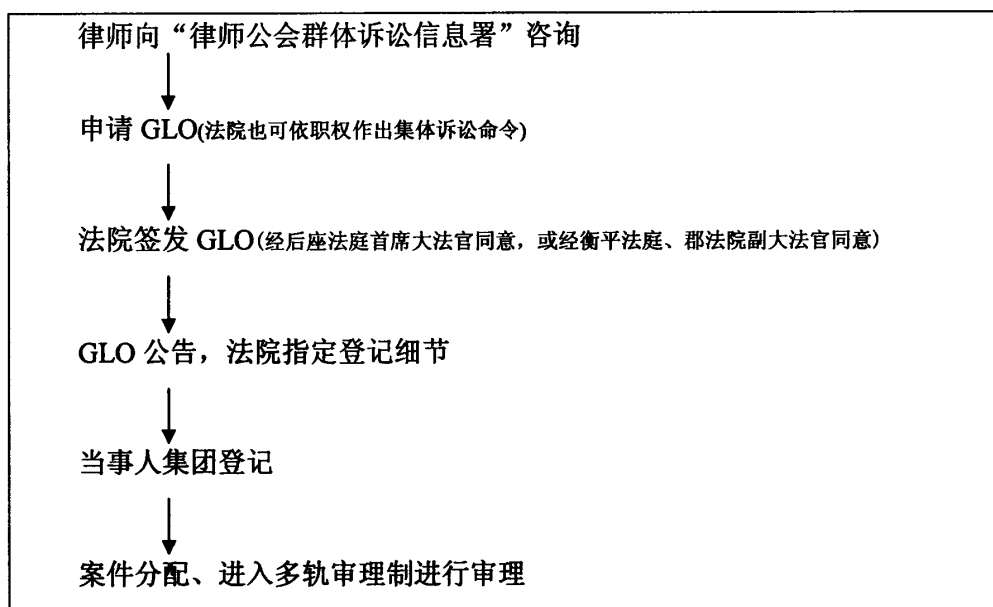 律师向“律师公会群体诉讼信息署”咨询
申请 GLO(法院也可依职权作出集体诉讼命令)
法院签发 GLO(经后座法庭首席大法官同意，或经衡平法庭、郡法院副大法官同意)
GLO 公告，法院指定登记细节
当事人集团登记
案件分配、进入多轨审理制进行审理